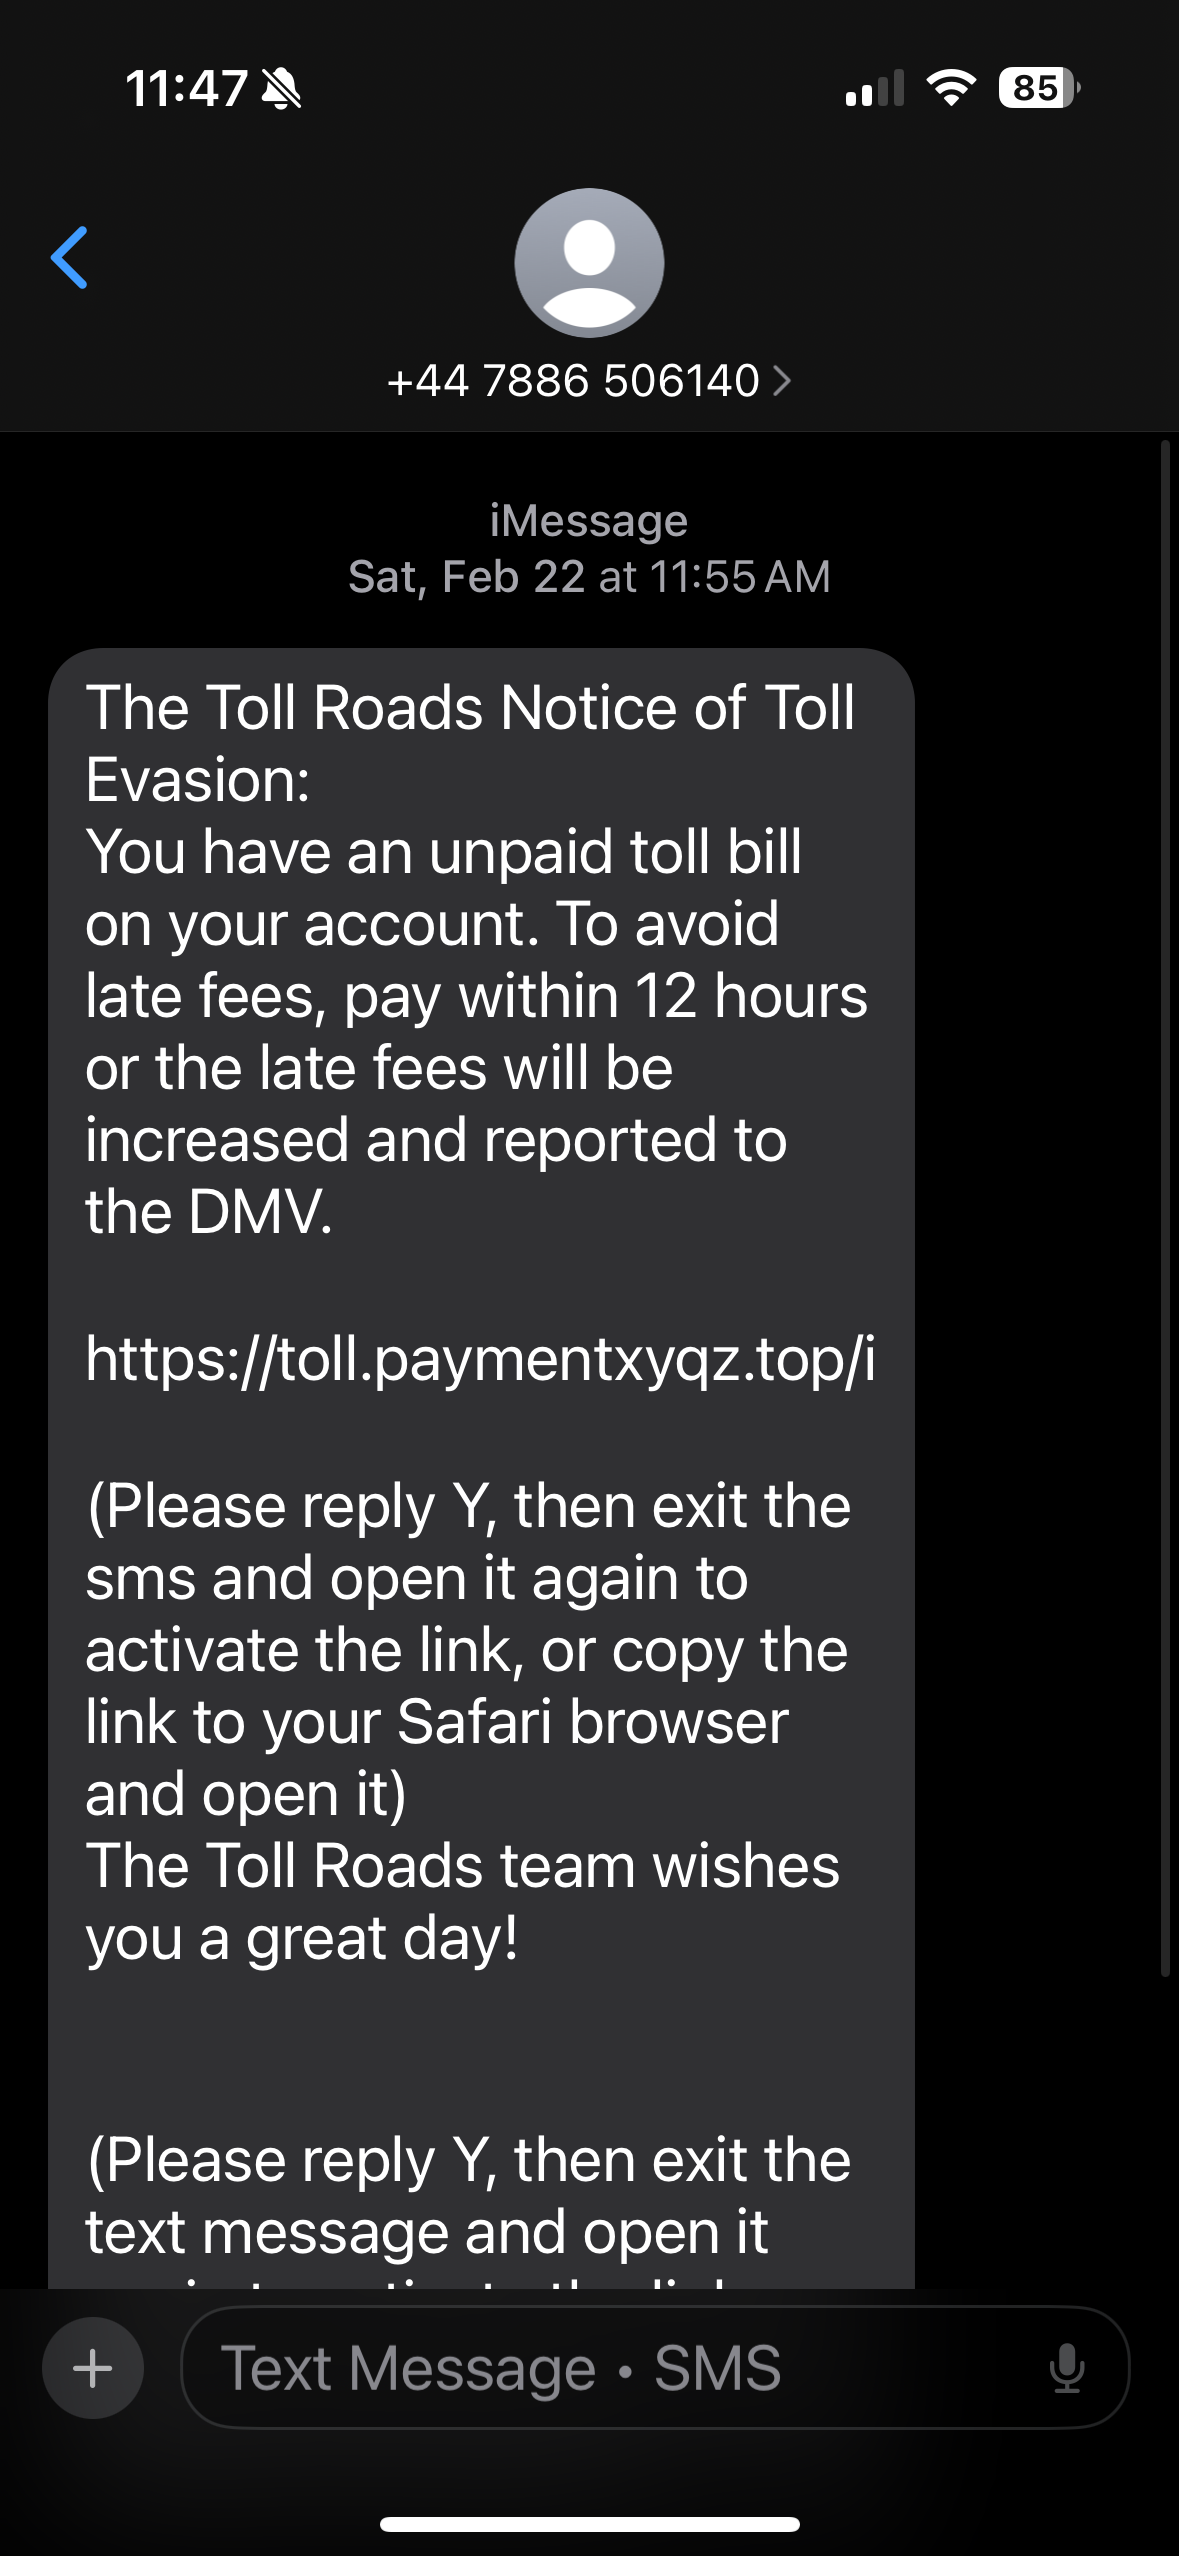 11:47
85
+44 7886 506140
iMessage
Sat, Feb 22 at 11:55 AM
The Toll Roads Notice of Toll
Evasion:
You have an unpaid toll bill
on your account. To avoid
late fees, pay within 12 hours
or the late fees will be
increased and reported to
the DMV.
https://toll.paymentxyqz.top/i
(Please reply Y, then exit the
sms and open it again to
activate the link, or copy the
link to your Safari browser
and open it)
The Toll Roads team wishes
you a great day!
(Please reply Y, then exit the
text message and open it
Text Message • SMS